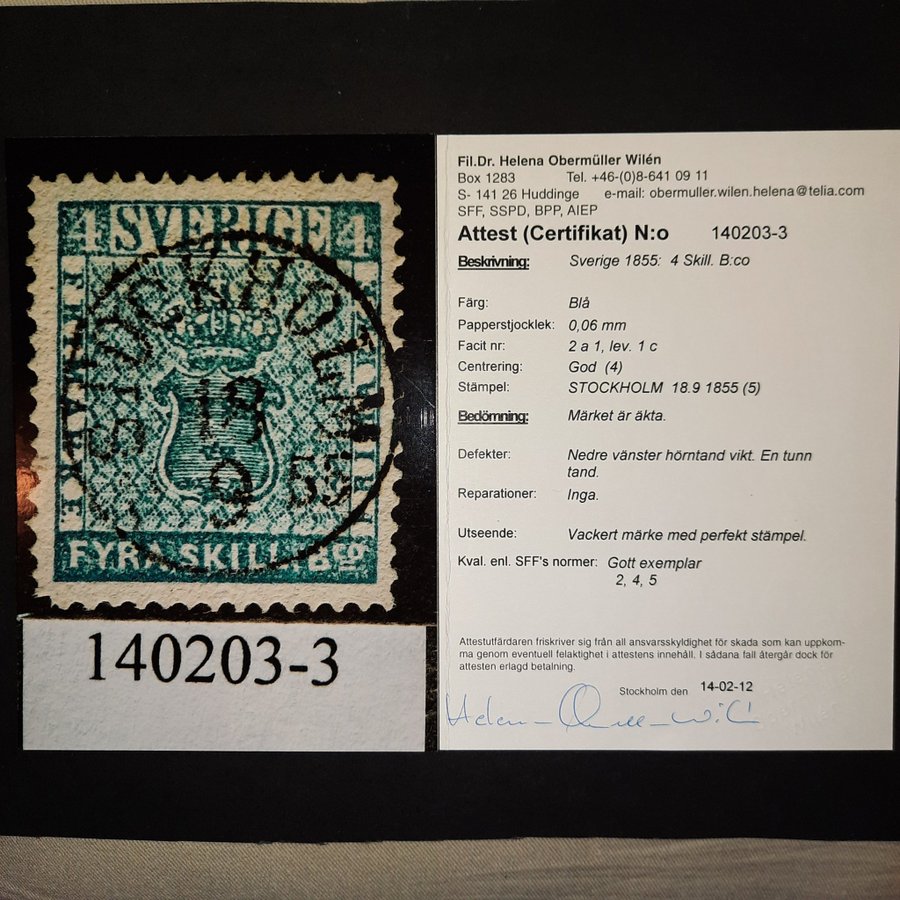 4 SVERIGE 4
STOCKHOLM
18
9 55
FYRA SKILL. Bco.
140203-3
Fil.Dr. Helena Obermüller Wilén
Box 1283 Tel. +46-(0)8-641 09 11
S- 141 26 Huddinge e-mail: obermuller.wilen.helena@telia.com
SFF, SSPD, BPP, AIEP
Attest (Certifikat) N:o 140203-3
Beskrivning: Sverige 1855: 4 Skill. B:co
Färg: Blå
Papperstjocklek: 0,06 mm
Facit nr: 2 a 1, lev. 1 c
Centrering: God (4)
Stämpel: STOCKHOLM 18.9 1855 (5)
Bedömning: Märket är äkta.
Defekter: Nedre vänster hörntand vikt. En tunn
tand.
Reparationer: Inga.
Utseende: Vackert märke med perfekt stämpel.
Kval. enl. SFF's normer: Gott exemplar
2, 4, 5
Attestutfärdaren friskriver sig från all ansvarsskyldighet för skada som kan uppkom-
ma genom eventuell felaktighet i attestens innehåll. I sådana fall återgår dock för
attesten erlagd betalning.
Stockholm den 14-02-12